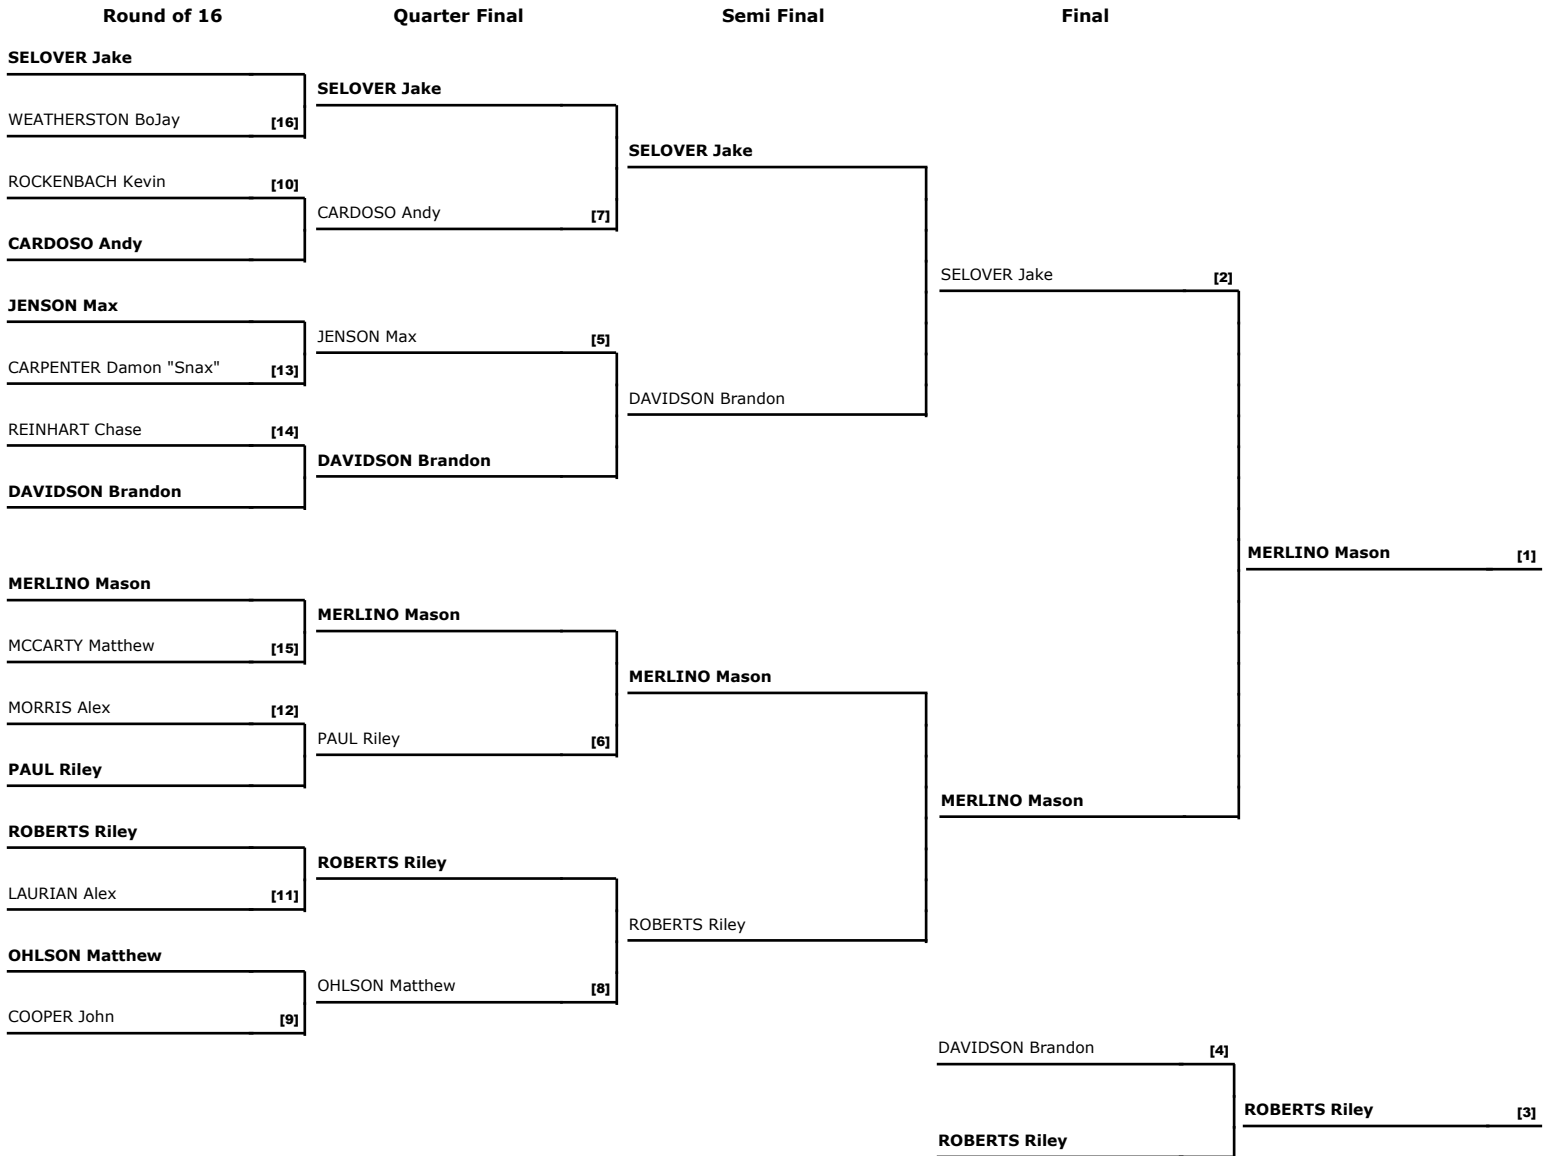 Round of 16
Quarter Final
Semi Final
Final
SELOVER Jake
WEATHERSTON BoJay [16]
ROCKENBACH Kevin [10]
CARDOSO Andy
JENSON Max
CARPENTER Damon "Snax" [13]
REINHART Chase [14]
DAVIDSON Brandon
MERLINO Mason
MCCARTY Matthew [15]
MORRIS Alex [12]
PAUL Riley
ROBERTS Riley
LAURIAN Alex [11]
OHLSON Matthew
COOPER John [9]
SELOVER Jake
CARDOSO Andy [7]
JENSON Max [5]
DAVIDSON Brandon
MERLINO Mason
PAUL Riley [6]
ROBERTS Riley
OHLSON Matthew [8]
SELOVER Jake
DAVIDSON Brandon
MERLINO Mason
ROBERTS Riley
SELOVER Jake [2]
MERLINO Mason
MERLINO Mason [1]
DAVIDSON Brandon [4]
ROBERTS Riley
ROBERTS Riley [3]